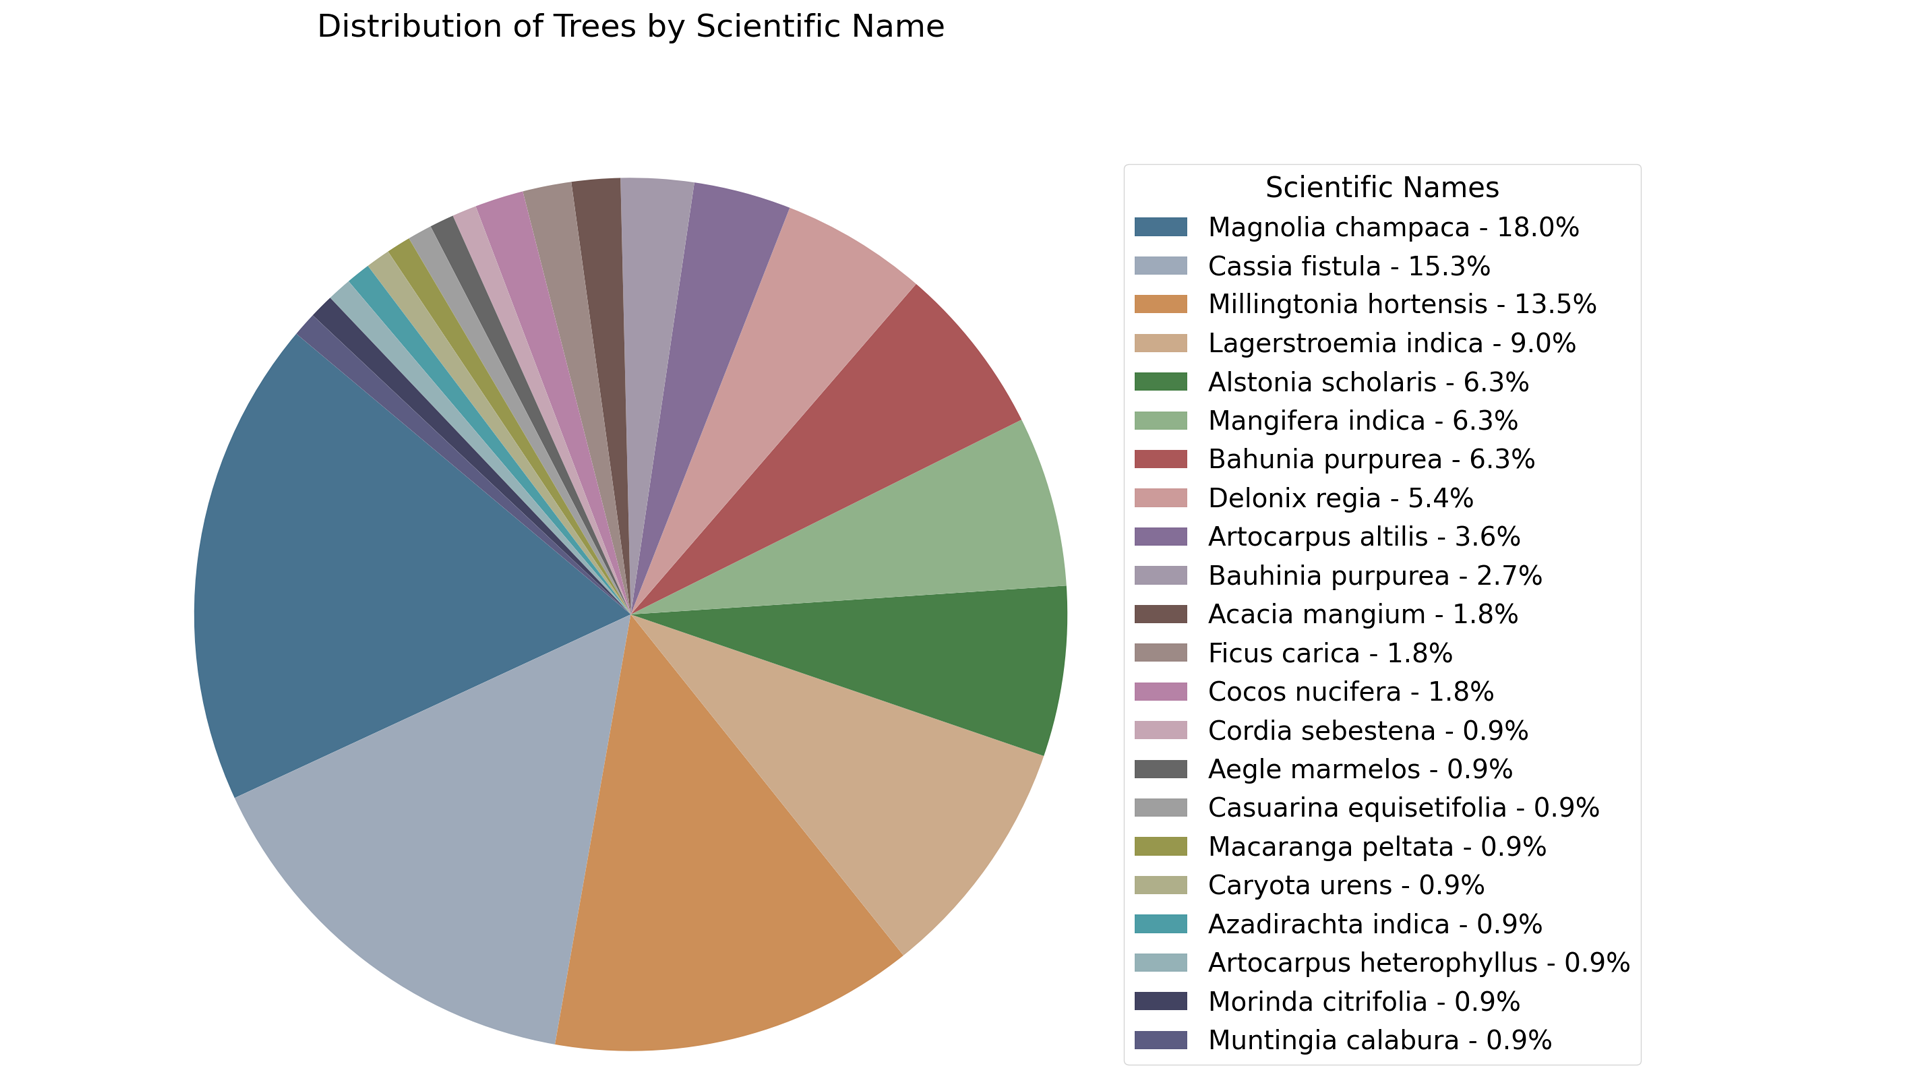 Distribution of Trees by Scientific Name
Scientific Names
Magnolia champaca - 18.0%
Cassia fistula - 15.3%
Millingtonia hortensis - 13.5%
Lagerstroemia indica - 9.0%
Alstonia scholaris - 6.3%
Mangifera indica - 6.3%
Bahunia purpurea - 6.3%
Delonix regia - 5.4%
Artocarpus altilis - 3.6%
Bauhinia purpurea - 2.7%
Acacia mangium - 1.8%
Ficus carica - 1.8%
Cocos nucifera - 1.8%
Cordia sebestena - 0.9%
Aegle marmelos - 0.9%
Casuarina equisetifolia - 0.9%
Macaranga peltata - 0.9%
Caryota urens - 0.9%
Azadirachta indica - 0.9%
Artocarpus heterophyllus - 0.9%
Morinda citrifolia - 0.9%
Muntingia calabura - 0.9%